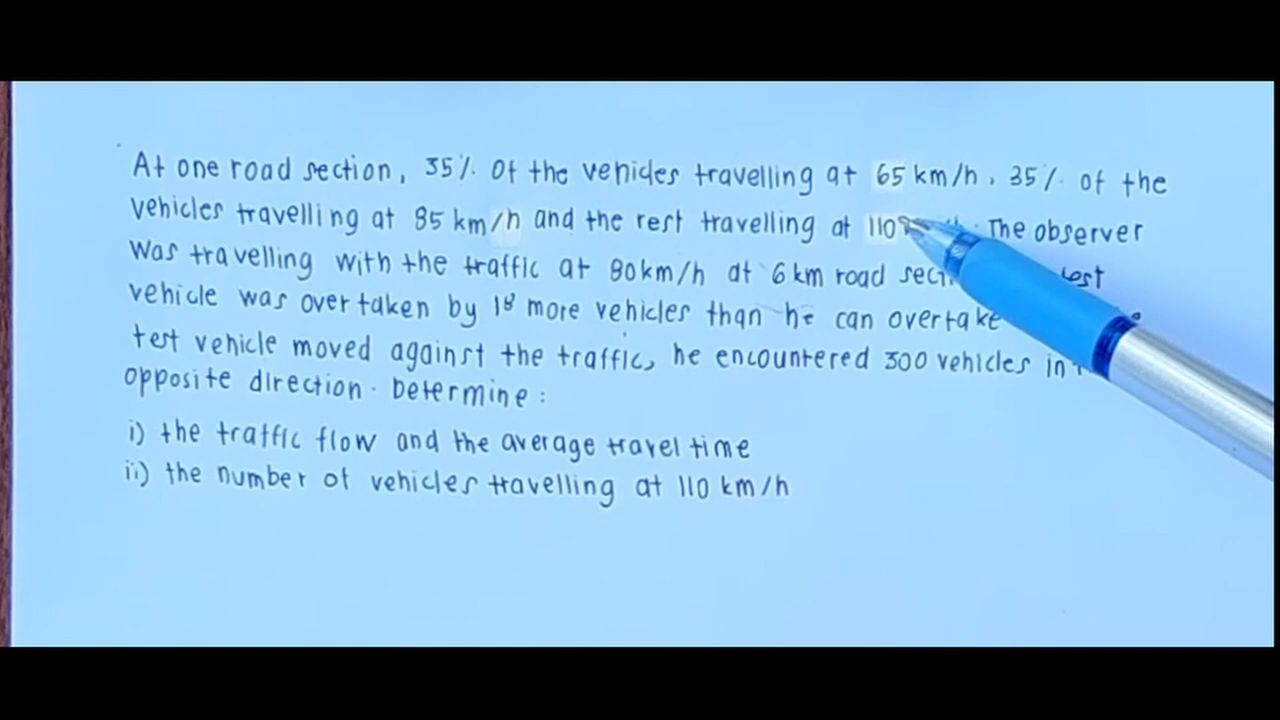 At one road section, 35% of the vehicles travelling at 65 km/h, 35% of the
vehicles travelling at 85 km/h and the rest travelling at 110 The observer
was travelling with the traffic at 80km/h at 6 km road
vehicle was overtaken by 18 more vehicles than he can overtake
test vehicle moved against the traffic, he encountered 300 vehicles in
opposite direction. Determine :
i) the traffic flow and the average travel time
ii) the number of vehicles travelling at 110 km/h